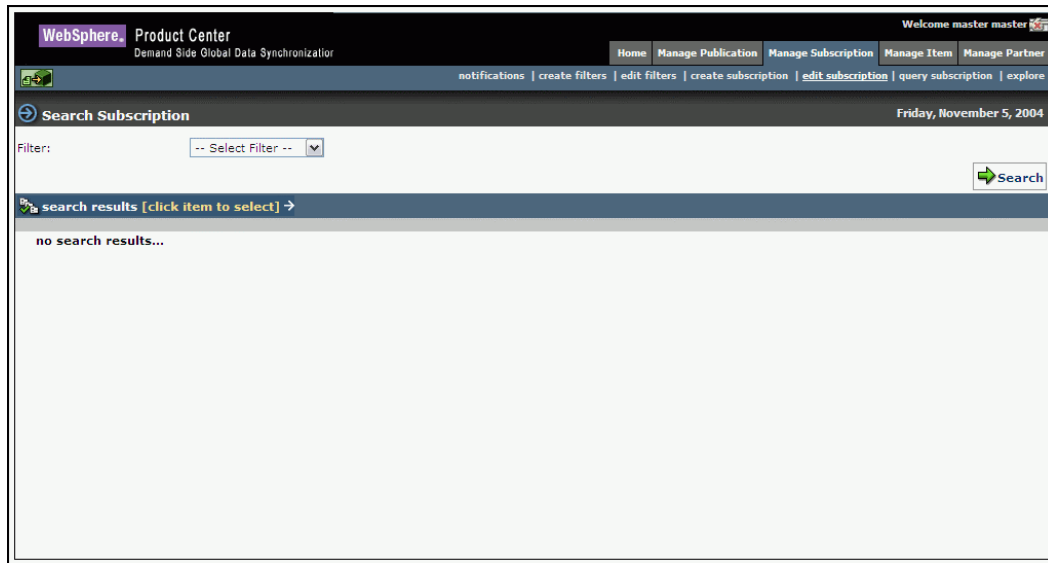 WebSphere. Product Center
Demand Side Global Data Synchronization
Welcome master master
Home Manage Publication Manage Subscription Manage Item Manage Partner
notifications | create filters | edit filters | create subscription | edit subscription | query subscription | explore
Search Subscription Friday, November 5, 2004
Filter: -- Select Filter --
Search
search results [click item to select] →
no search results...